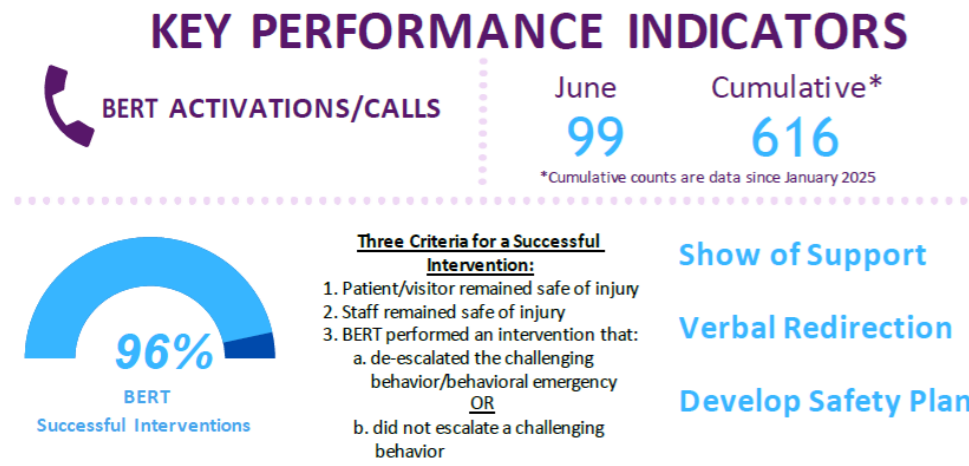 KEY PERFORMANCE INDICATORS
BERT ACTIVATIONS/CALLS
June
99
Cumulative*
616
*Cumulative counts are data since January 2025
96%
BERT
Successful Interventions
Three Criteria for a Successful
Intervention:
1. Patient/visitor remained safe of injury
2. Staff remained safe of injury
3. BERT performed an intervention that:
a. de-escalated the challenging
behavior/behavioral emergency
OR
b. did not escalate a challenging
behavior
Show of Support
Verbal Redirection
Develop Safety Plan